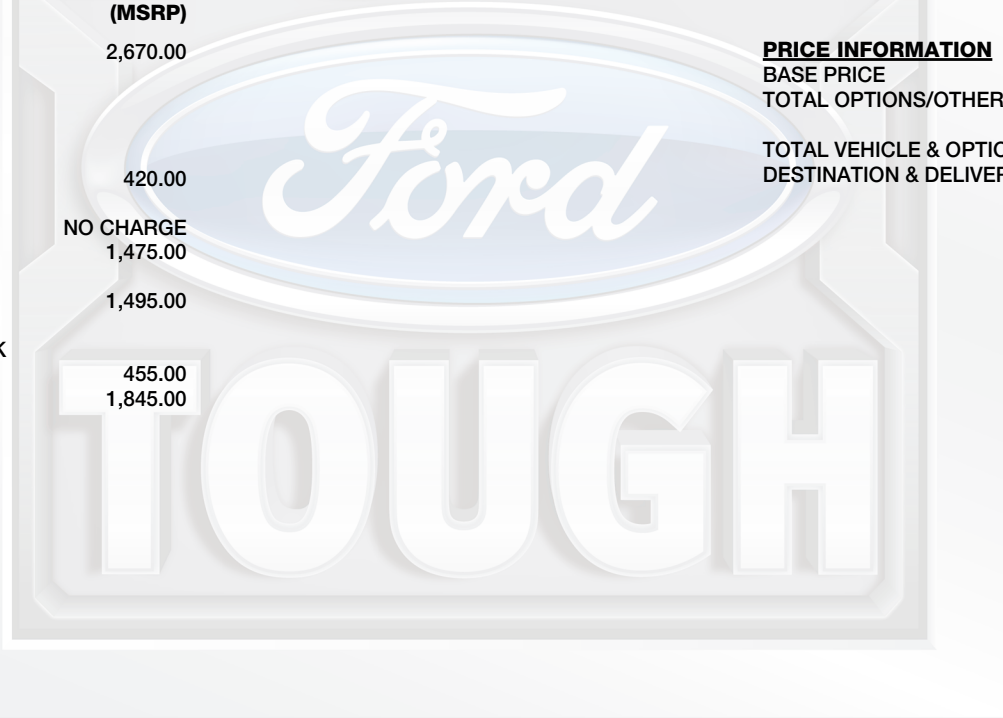 (MSRP)
2,670.00
420.00
NO CHARGE
1,475.00
1,495.00
K
455.00
1,845.00
PRICE INFORMATION
BASE PRICE
TOTAL OPTIONS/OTHER
TOTAL VEHICLE & OPTIO
DESTINATION & DELIVER
Ford
TOUGH